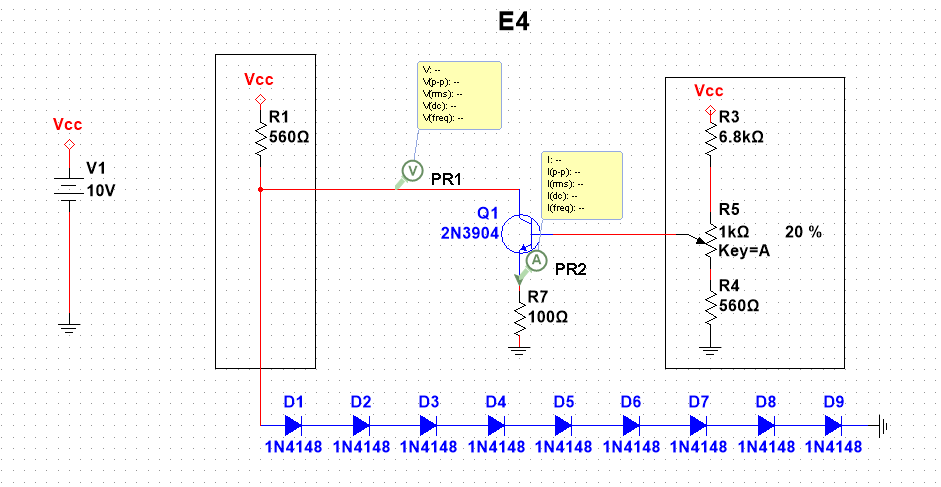 E4
Vcc
V1
10V
Vcc
R1
560Ω
V: --
V(p-p): --
V(rms): --
V(dc): --
V(freq): --
V
PR1
I: --
I(p-p): --
I(rms): --
I(dc): --
I(freq): --
Q1
2N3904
A
PR2
R7
100Ω
Vcc
R3
6.8kΩ
R5
1kΩ
20 %
Key=A
R4
560Ω
D1 D2 D3 D4 D5 D6 D7 D8 D9
1N4148 1N4148 1N4148 1N4148 1N4148 1N4148 1N4148 1N4148 1N4148